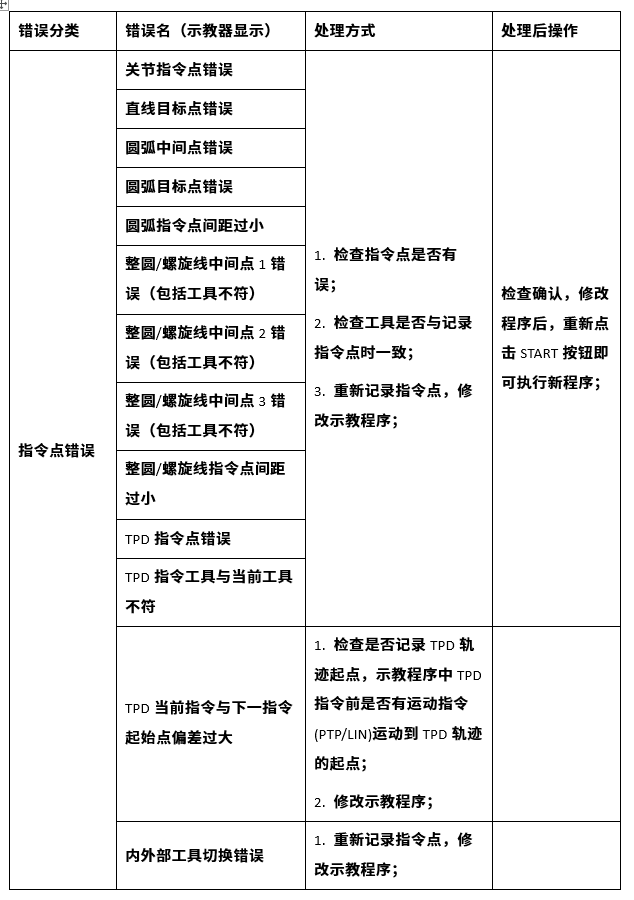 错误分类
错误名（示教器显示）
处理方式
处理后操作
指令点错误
关节指令点错误
直线目标点错误
圆弧中间点错误
圆弧目标点错误
圆弧指令点间距过小
整圆/螺旋线中间点 1 错
误（包括工具不符）
整圆/螺旋线中间点 2 错
误（包括工具不符）
整圆/螺旋线中间点 3 错
误（包括工具不符）
整圆/螺旋线指令点间距
过小
TPD 指令点错误
TPD 指令工具与当前工具
不符
1. 检查指令点是否有
误；
2. 检查工具是否与记录
指令点时一致；
3. 重新记录指令点，修
改示教程序；
检查确认，修改
程序后，重新点
击 START 按钮即
可执行新程序；
TPD 当前指令与下一指令
起始点偏差过大
1. 检查是否记录 TPD 轨
迹起点，示教程序中 TPD
指令前是否有运动指令
(PTP/LIN)运动到 TPD 轨迹
的起点；
2. 修改示教程序；
内外部工具切换错误
1. 重新记录指令点，修
改示教程序；